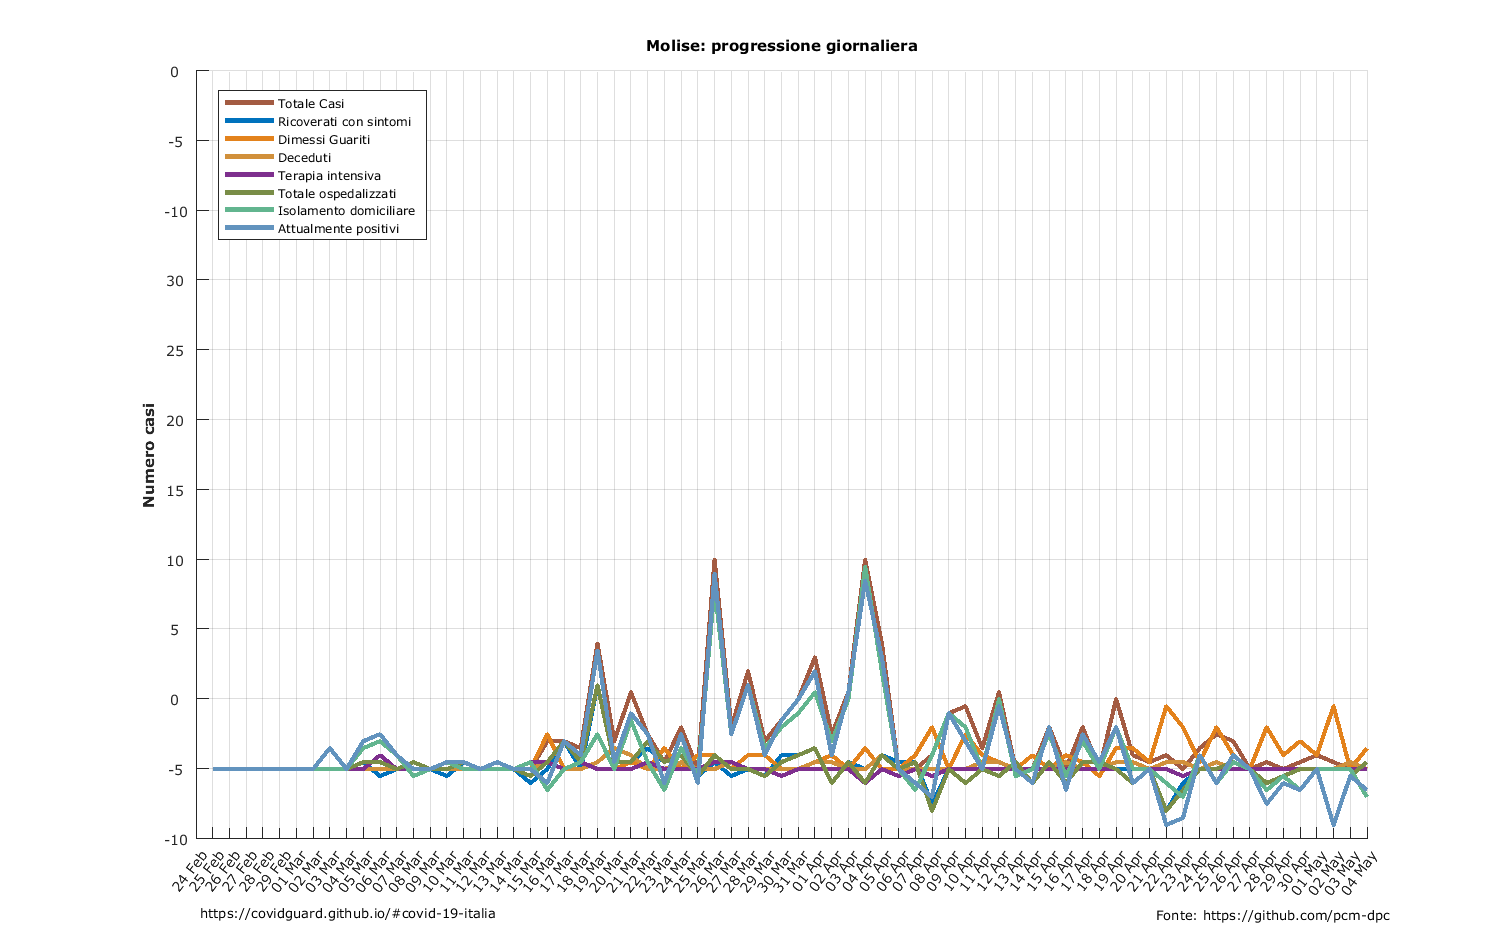 Molise: progressione giornaliera
0
-5
-10
30
25
20
15
10
5
0
-5
-10
Numero casi
Totale Casi
Ricoverati con sintomi
Dimessi Guariti
Deceduti
Terapia intensiva
Totale ospedalizzati
Isolamento domiciliare
Attualmente positivi
24 Feb
25 Feb
26 Feb
27 Feb
28 Feb
29 Feb
01 Mar
02 Mar
03 Mar
04 Mar
05 Mar
06 Mar
07 Mar
08 Mar
09 Mar
10 Mar
11 Mar
12 Mar
13 Mar
14 Mar
15 Mar
16 Mar
17 Mar
18 Mar
19 Mar
20 Mar
21 Mar
22 Mar
23 Mar
24 Mar
25 Mar
26 Mar
27 Mar
28 Mar
29 Mar
30 Mar
31 Mar
01 Apr
02 Apr
03 Apr
04 Apr
05 Apr
06 Apr
07 Apr
08 Apr
09 Apr
10 Apr
11 Apr
12 Apr
13 Apr
14 Apr
15 Apr
16 Apr
17 Apr
18 Apr
19 Apr
20 Apr
21 Apr
22 Apr
23 Apr
24 Apr
25 Apr
26 Apr
27 Apr
28 Apr
29 Apr
30 Apr
01 May
02 May
03 May
04 May
https://covidguard.github.io/#covid-19-italia
Fonte: https://github.com/pcm-dpc